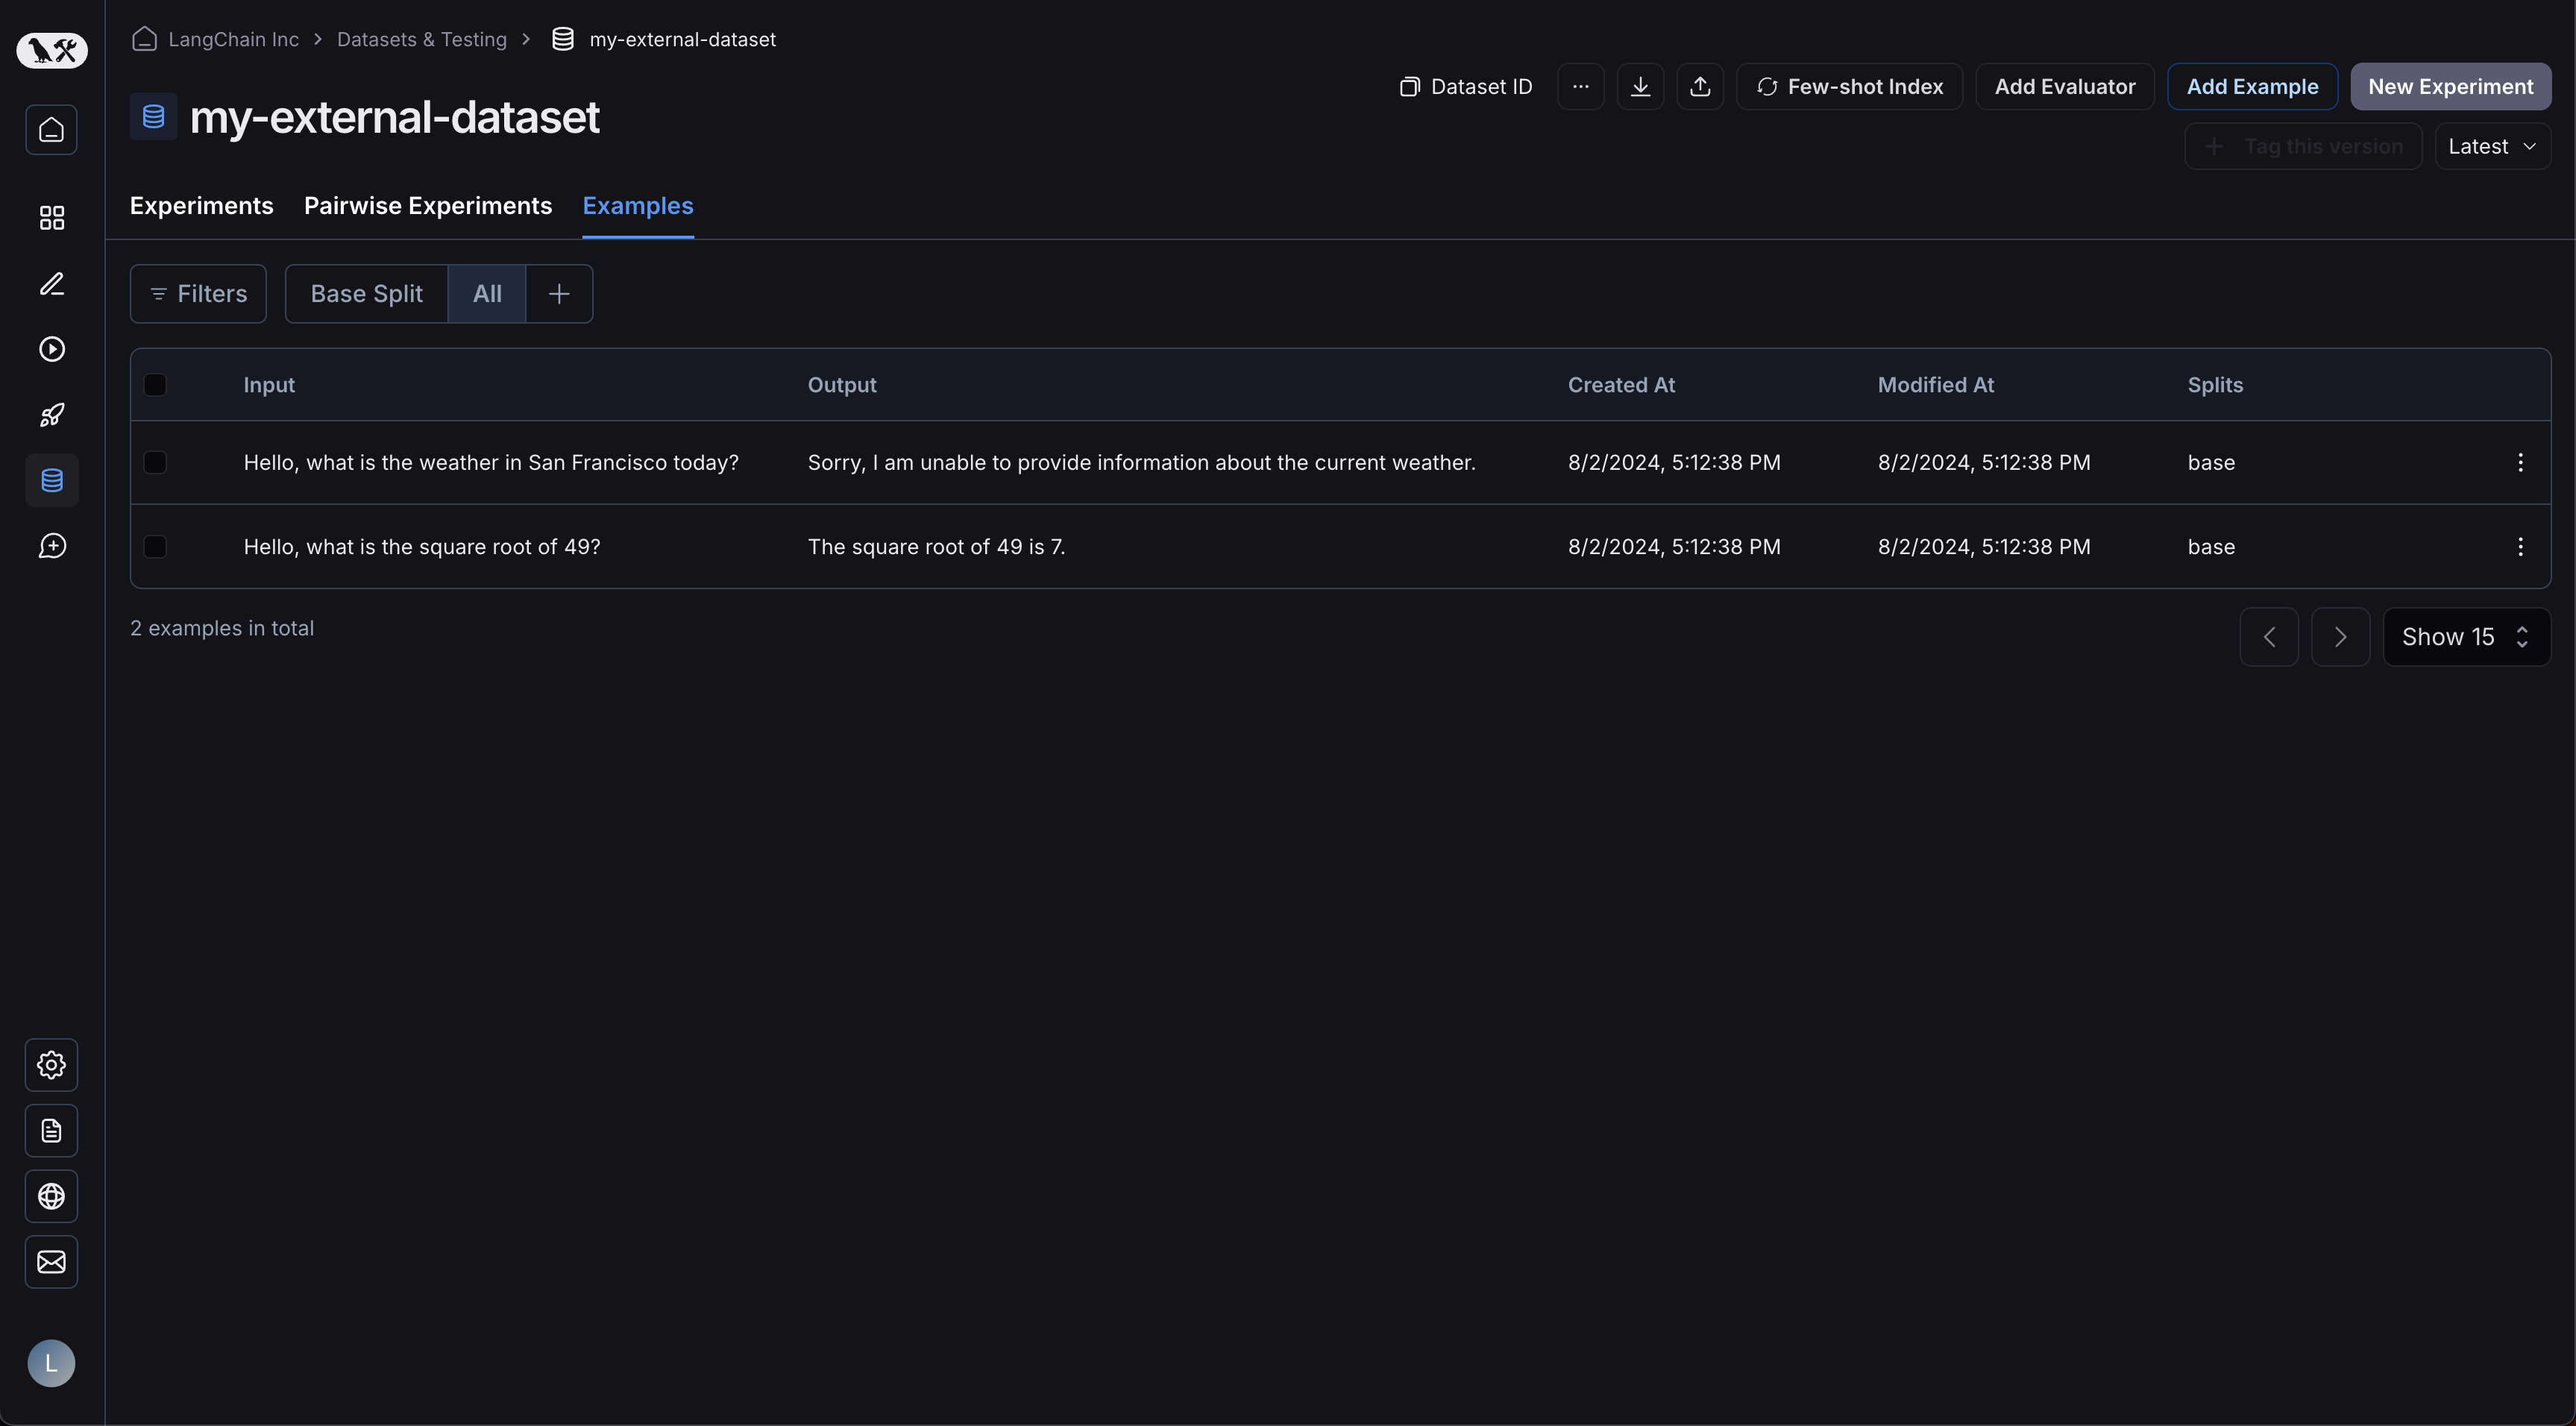 LangChain Inc > Datasets & Testing > my-external-dataset
Dataset ID ... Few-shot Index Add Evaluator Add Example New Experiment
my-external-dataset
+ Tag this version Latest
Experiments Pairwise Experiments Examples
Filters Base Split All +
Input Output Created At Modified At Splits
Hello, what is the weather in San Francisco today? Sorry, I am unable to provide information about the current weather. 8/2/2024, 5:12:38 PM 8/2/2024, 5:12:38 PM base
Hello, what is the square root of 49? The square root of 49 is 7. 8/2/2024, 5:12:38 PM 8/2/2024, 5:12:38 PM base
2 examples in total
Show 15
L